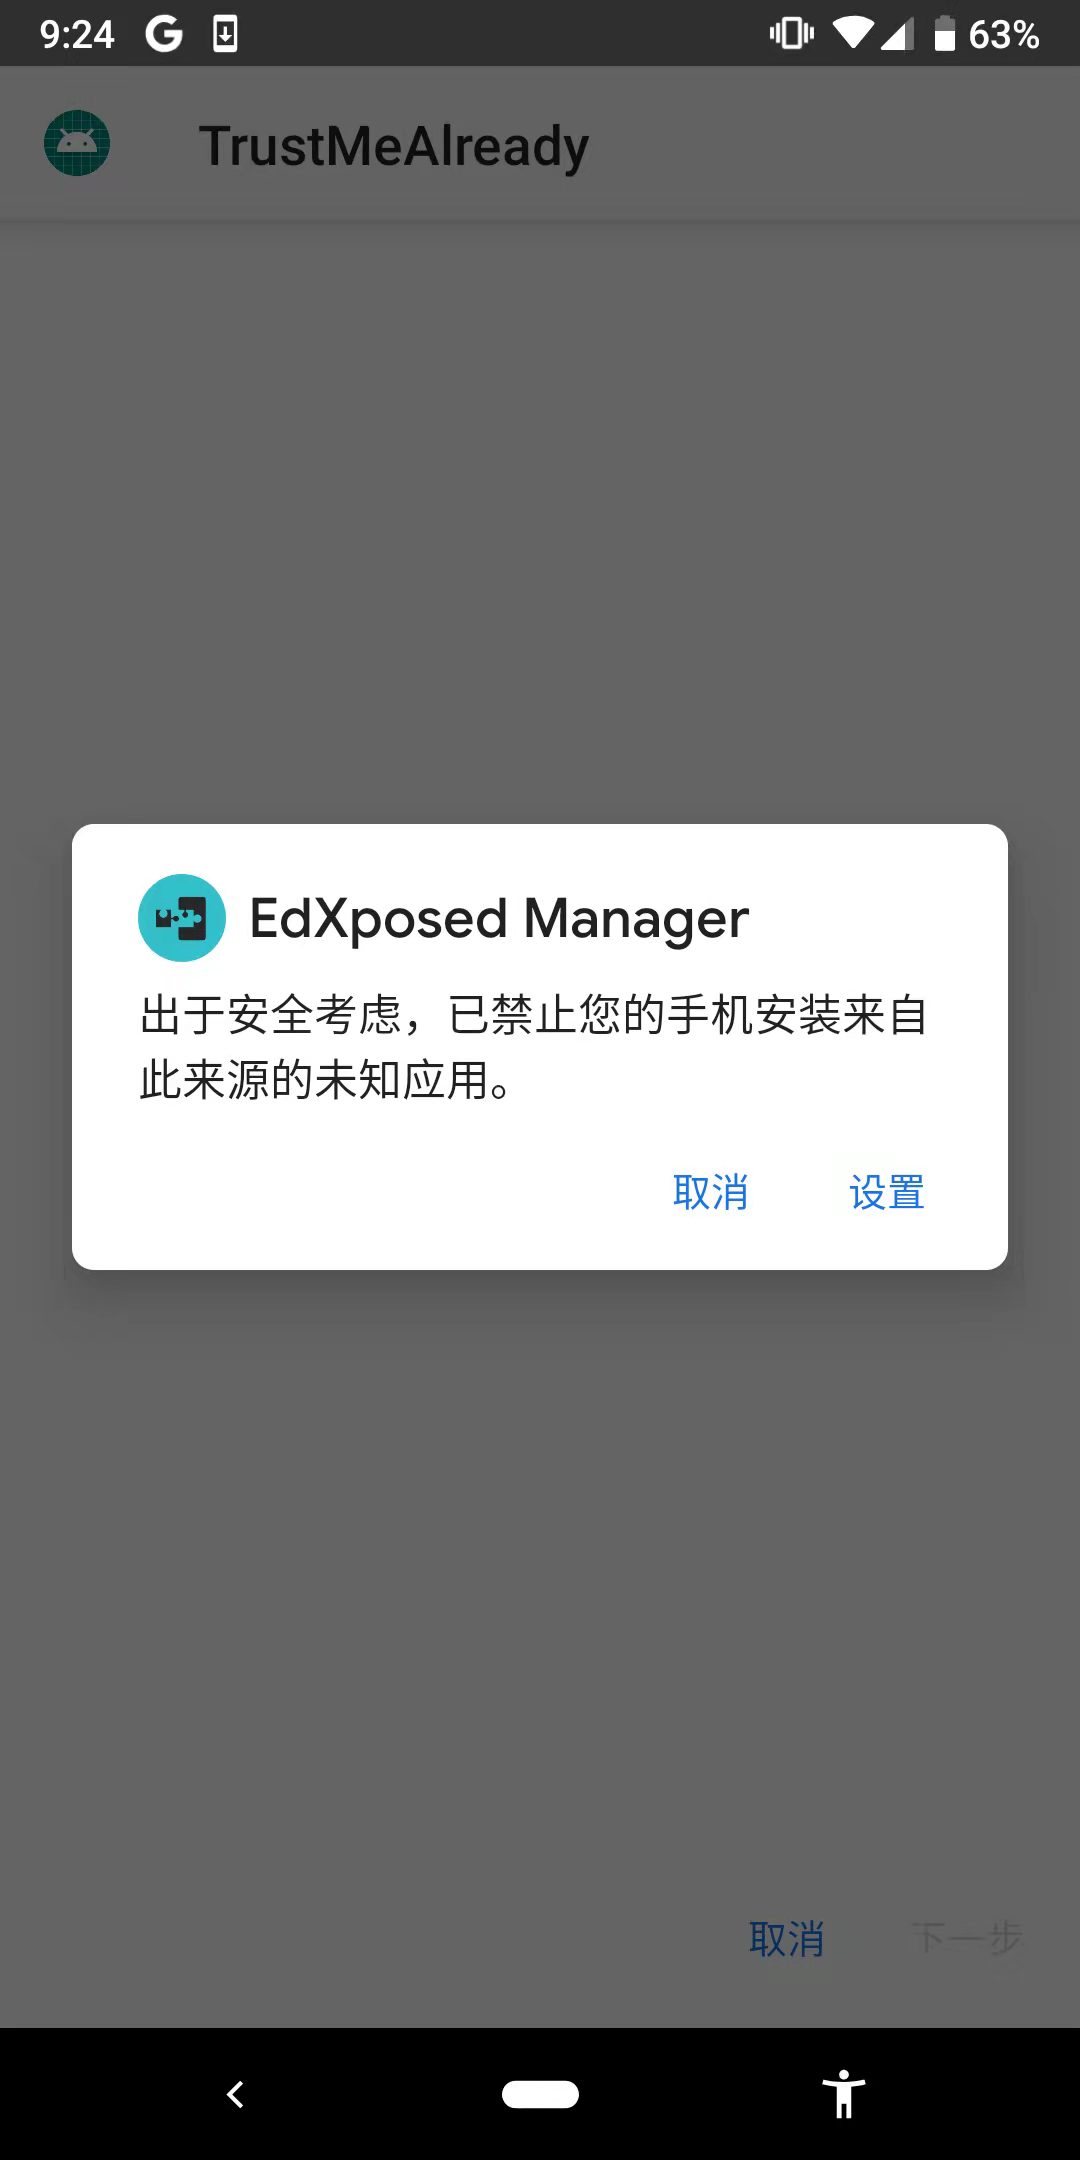 9:24
63%
TrustMeAlready
EdXposed Manager
出于安全考虑，已禁止您的手机安装来自
此来源的未知应用。
取消 设置
取消 下一步